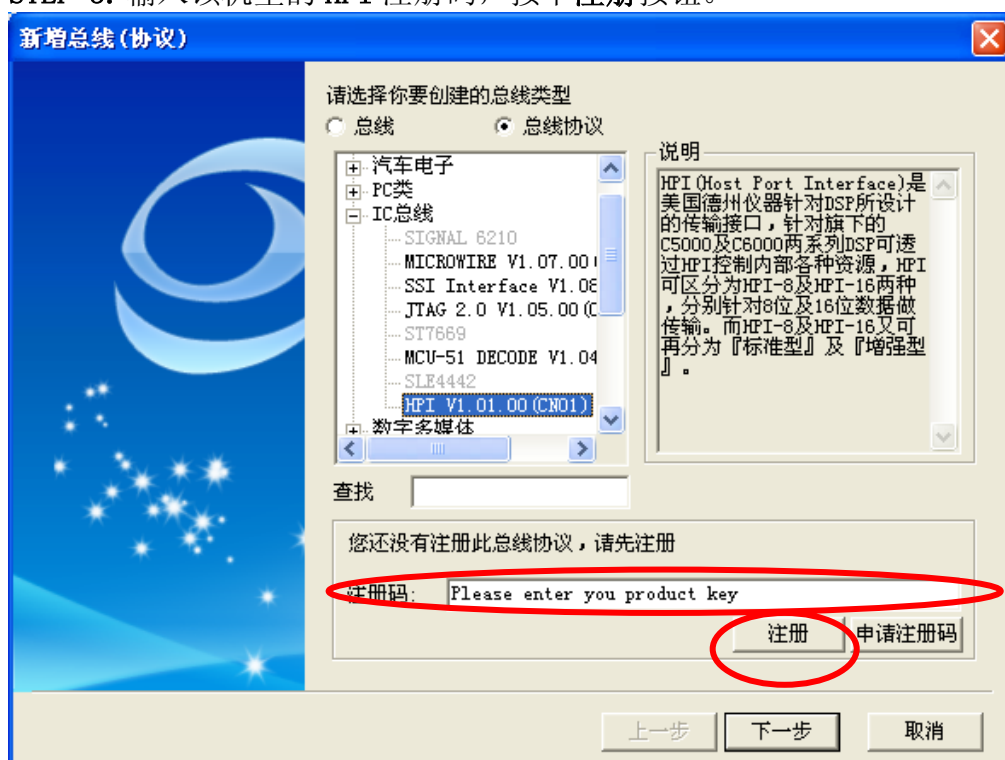 新增总线(协议)
请选择你要创建的总线类型
总线 总线协议
汽车电子
PC类
IC总线
SIGNAL 6210
MICROWIRE V1.07.00
SSI Interface V1.08
JTAG 2.0 V1.05.00(C
ST7669
MCU-51 DECODE V1.04
SLE4442
HPI V1.01.00(CN01)
数字多媒体
说明
HPI(Host Port Interface)是
美国德州仪器针对DSP所设计
的传输接口，针对旗下的
C5000及C6000两系列DSP可透
过HPI控制内部各种资源，HPI
可区分为HPI-8及HPI-16两种
，分别针对8位及16位数据做
传输。而HPI-8及HPI-16又可
再分为『标准型』及『增强型
』。
查找
您还没有注册此总线协议，请先注册
注册码: Please enter you product key
注册 申请注册码
上一步 下一步 取消